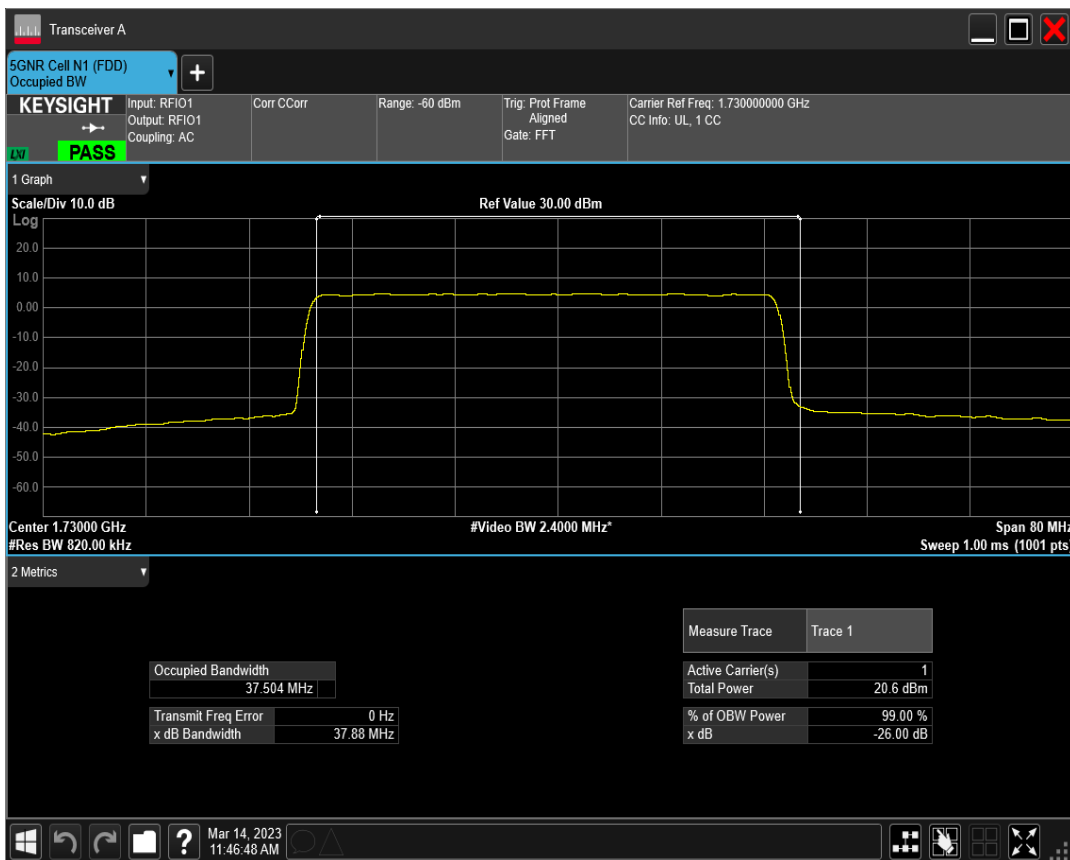 Transceiver A
5GNR Cell N1 (FDD)
Occupied BW
+
KEYSIGHT
LXI
PASS
Input: RFIO1
Output: RFIO1
Coupling: AC
Corr CCorr
Range: -60 dBm
Trig: Prot Frame
Aligned
Gate: FFT
Carrier Ref Freq: 1.730000000 GHz
CC Info: UL, 1 CC
1 Graph
Scale/Div 10.0 dB
Ref Value 30.00 dBm
Log
20.0
10.0
0.00
-10.0
-20.0
-30.0
-40.0
-50.0
-60.0
Center 1.73000 GHz
#Video BW 2.4000 MHz*
Span 80 MHz
#Res BW 820.00 kHz
Sweep 1.00 ms (1001 pts)
2 Metrics
Measure Trace Trace 1
Occupied Bandwidth
37.504 MHz
Active Carrier(s) 1
Total Power 20.6 dBm
Transmit Freq Error 0 Hz
x dB Bandwidth 37.88 MHz
% of OBW Power 99.00 %
x dB -26.00 dB
?
Mar 14, 2023
11:46:48 AM